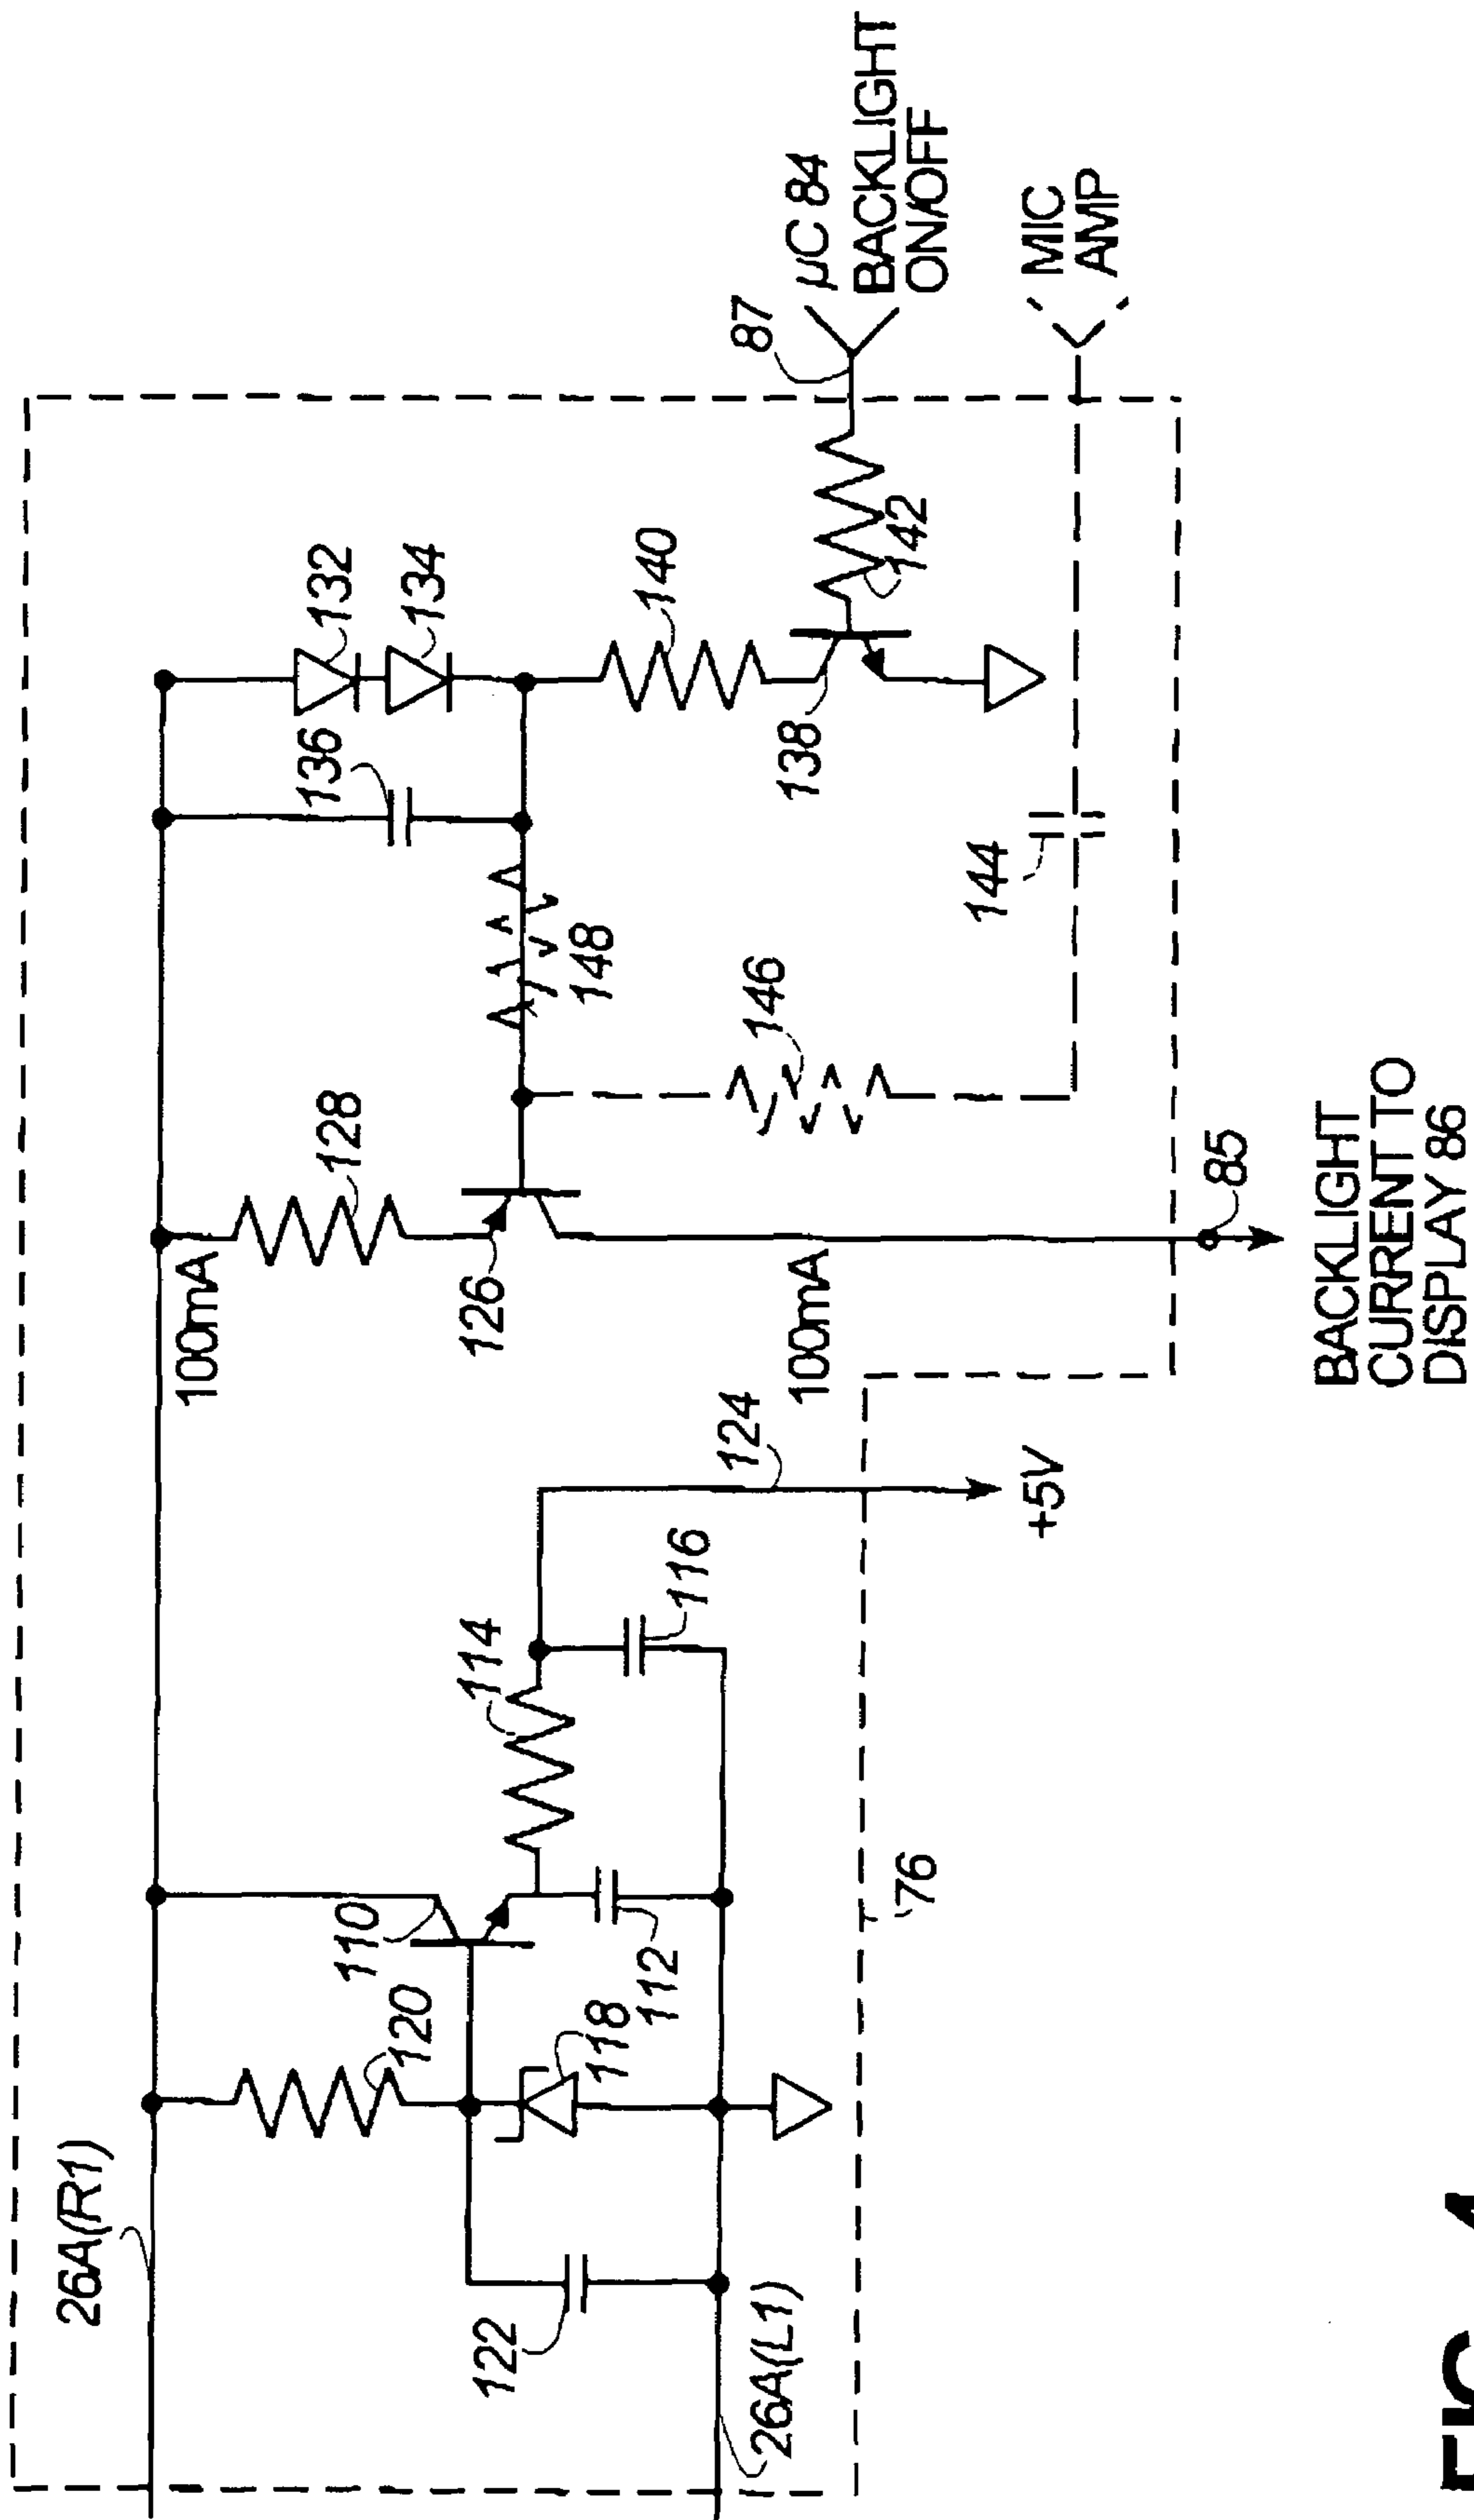 26A(R1)
100mA
128
136
132
134
120
110
126
148
140
µC 84
BACKLIGHT
ON/OFF
87
142
138
122
118
112
114
116
124
100mA
146
144
MIC
AMP
26A(L1)
76
+5V
85
BACKLIGHT
CURRENT TO
DISPLAY 86